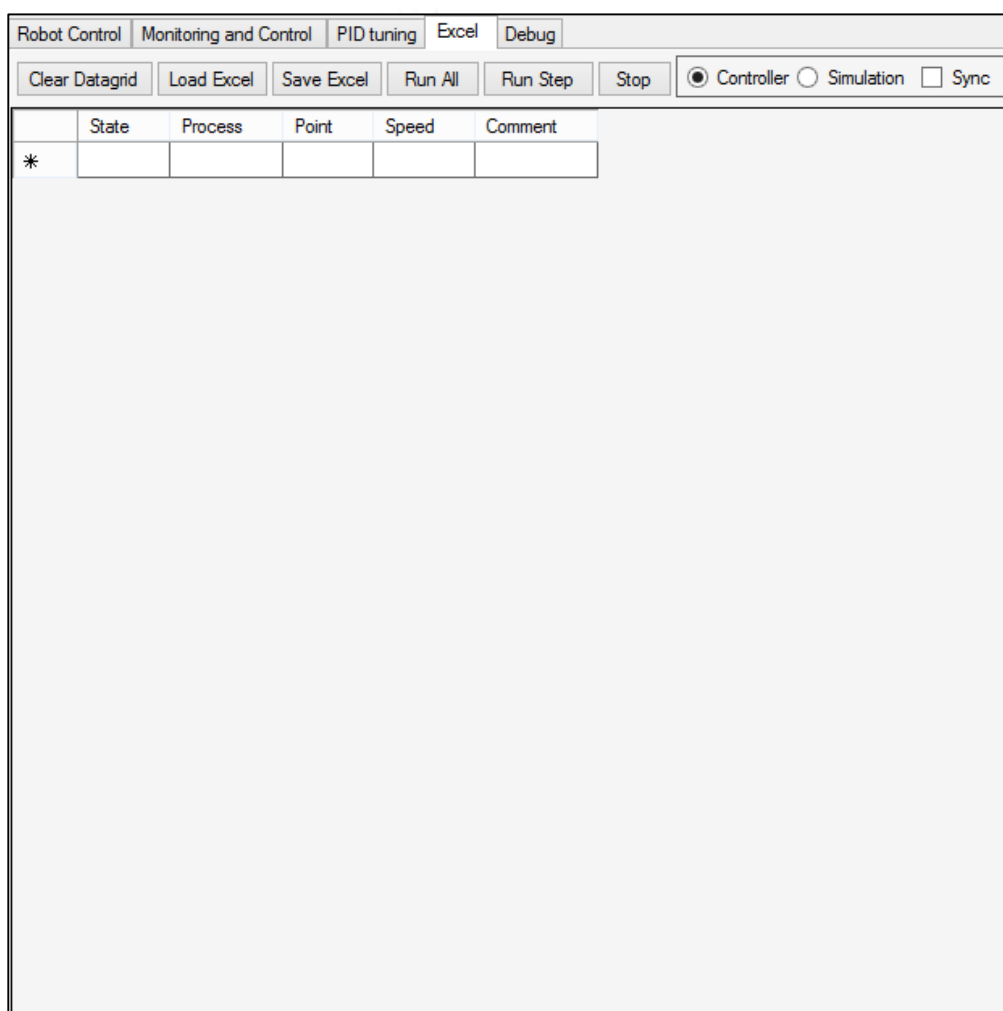 Robot Control Monitoring and Control PID tuning Excel Debug
Clear Datagrid Load Excel Save Excel Run All Run Step Stop Controller Simulation Sync
State Process Point Speed Comment